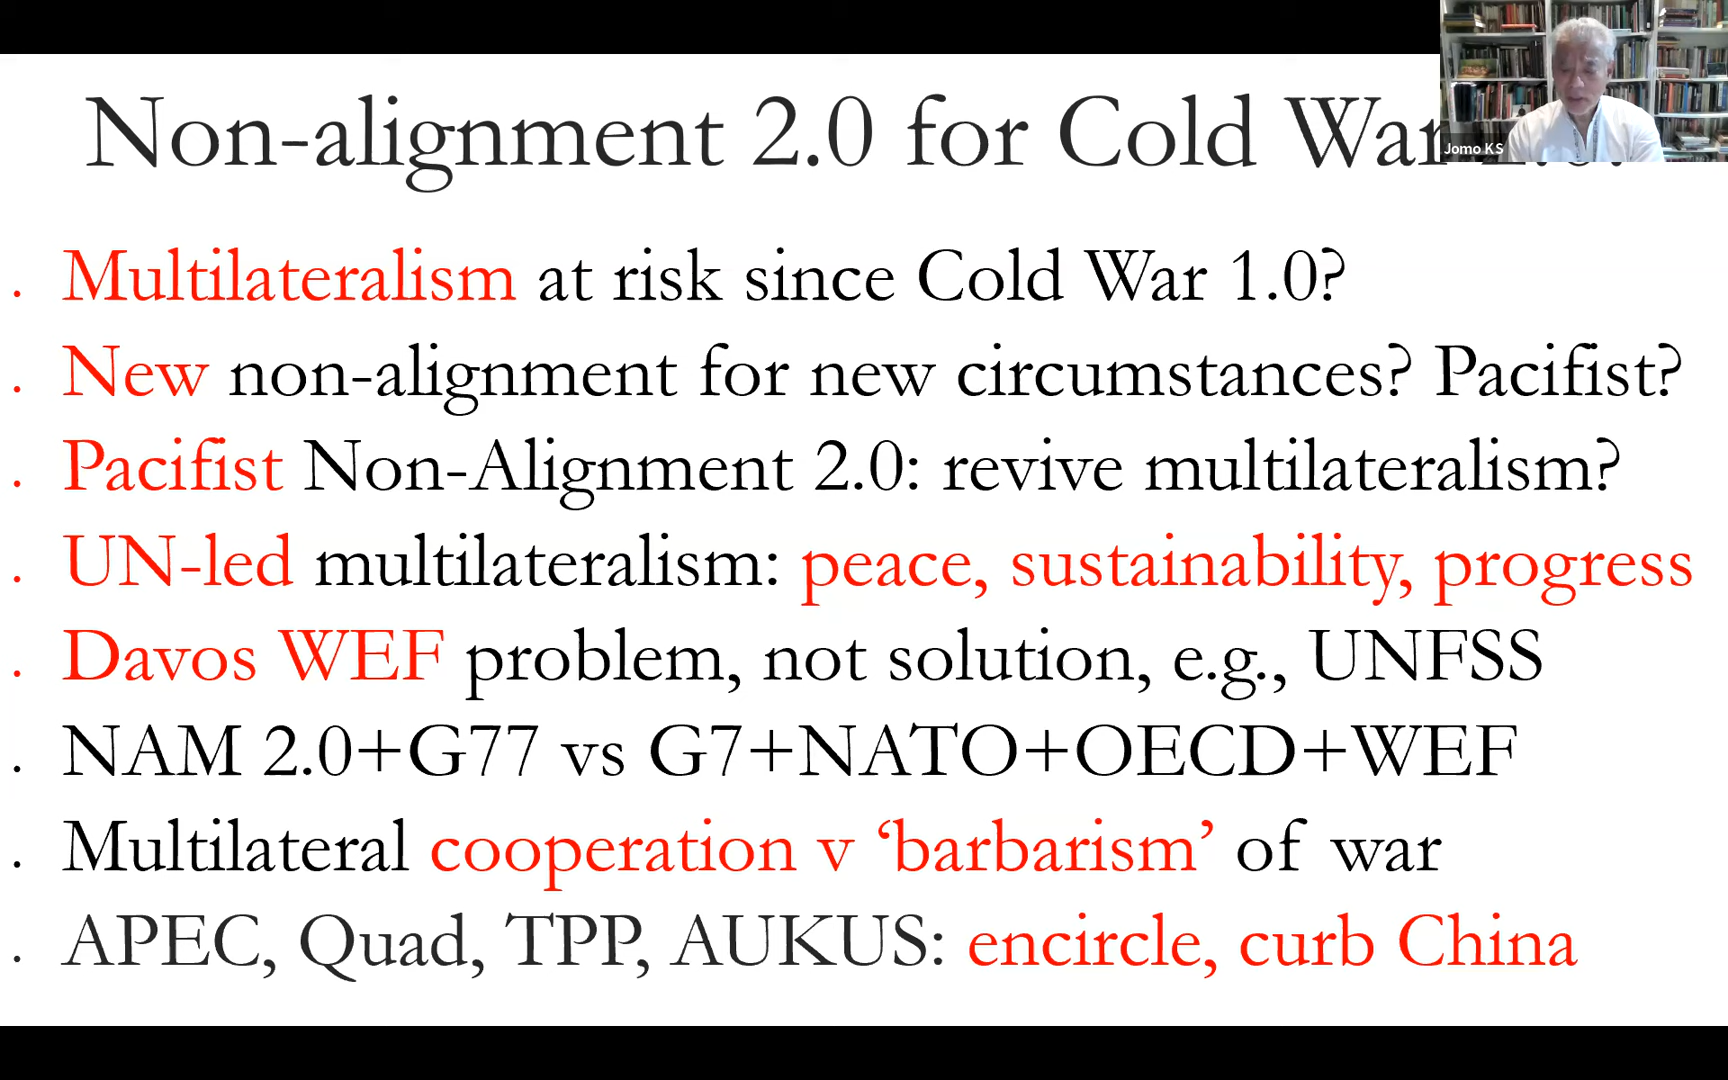 Non-alignment 2.0 for Cold War
Jomo KS
. Multilateralism at risk since Cold War 1.0?
. New non-alignment for new circumstances? Pacifist?
. Pacifist Non-Alignment 2.0: revive multilateralism?
. UN-led multilateralism: peace, sustainability, progress
. Davos WEF problem, not solution, e.g., UNFSS
. NAM 2.0+G77 vs G7+NATO+OECD+WEF
. Multilateral cooperation v ‘barbarism’ of war
. APEC, Quad, TPP, AUKUS: encircle, curb China